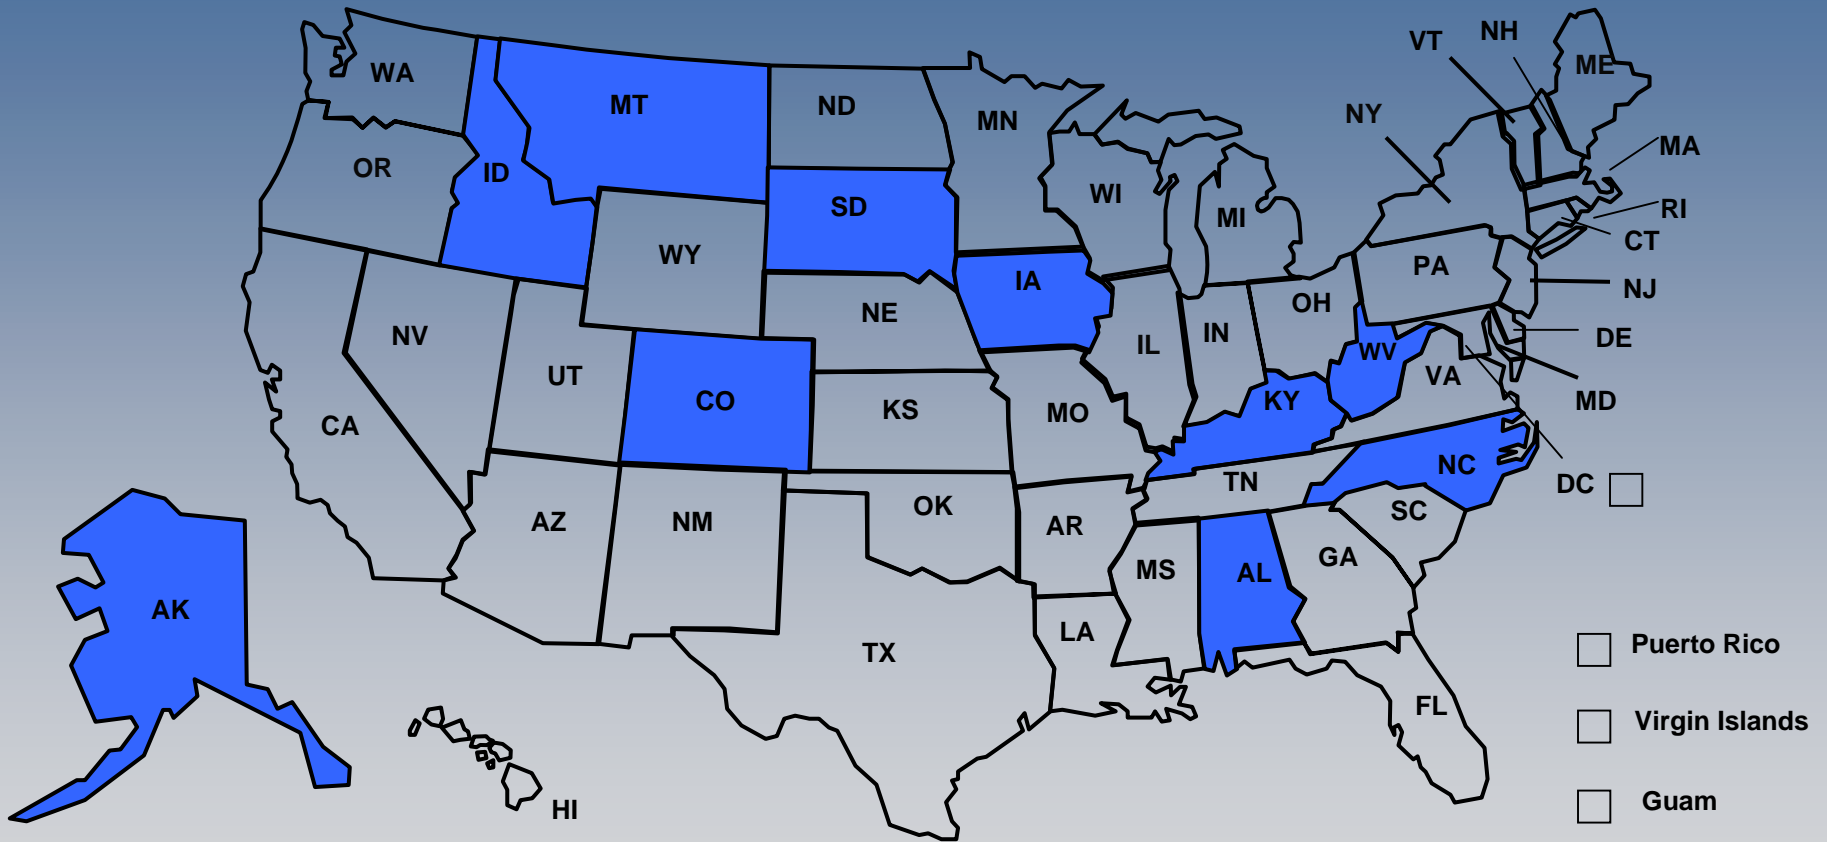 WA
MT
ND
MN
VT
NH
ME
NY
MA
OR
ID
SD
WI
MI
RI
CT
WY
IA
PA
NJ
NV
NE
OH
DE
UT
IL
IN
WV
VA
MD
CO
KS
MO
KY
CA
NC
DC
TN
AZ
NM
OK
AR
SC
MS
AL
GA
AK
LA
TX
FL
HI
Puerto Rico
Virgin Islands
Guam